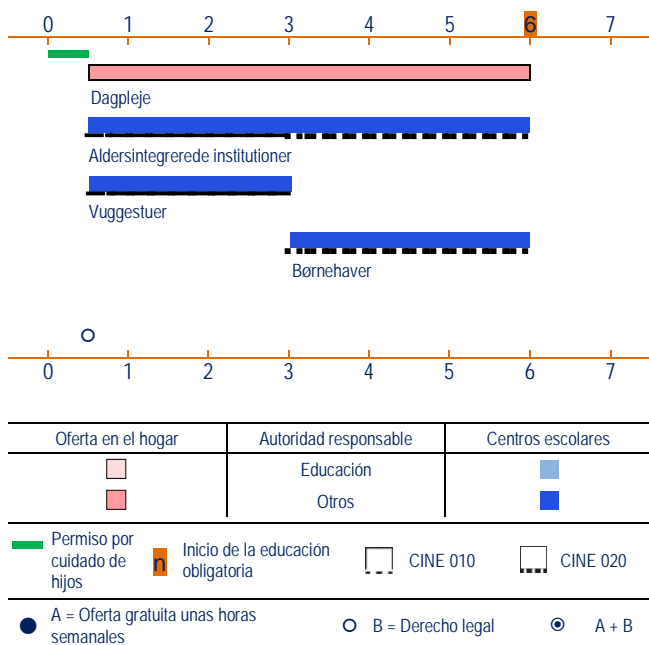 0 1 2 3 4 5 6 7
Dagpleje
Aldersintegrerede institutioner
Vuggestuer
Børnehaver
0 1 2 3 4 5 6 7
Oferta en el hogar Autoridad responsable Centros escolares
Educación
Otros
Permiso por
cuidado de
hijos
n Inicio de la educación
obligatoria
CINE 010
CINE 020
A = Oferta gratuita unas horas
semanales
B = Derecho legal
A + B